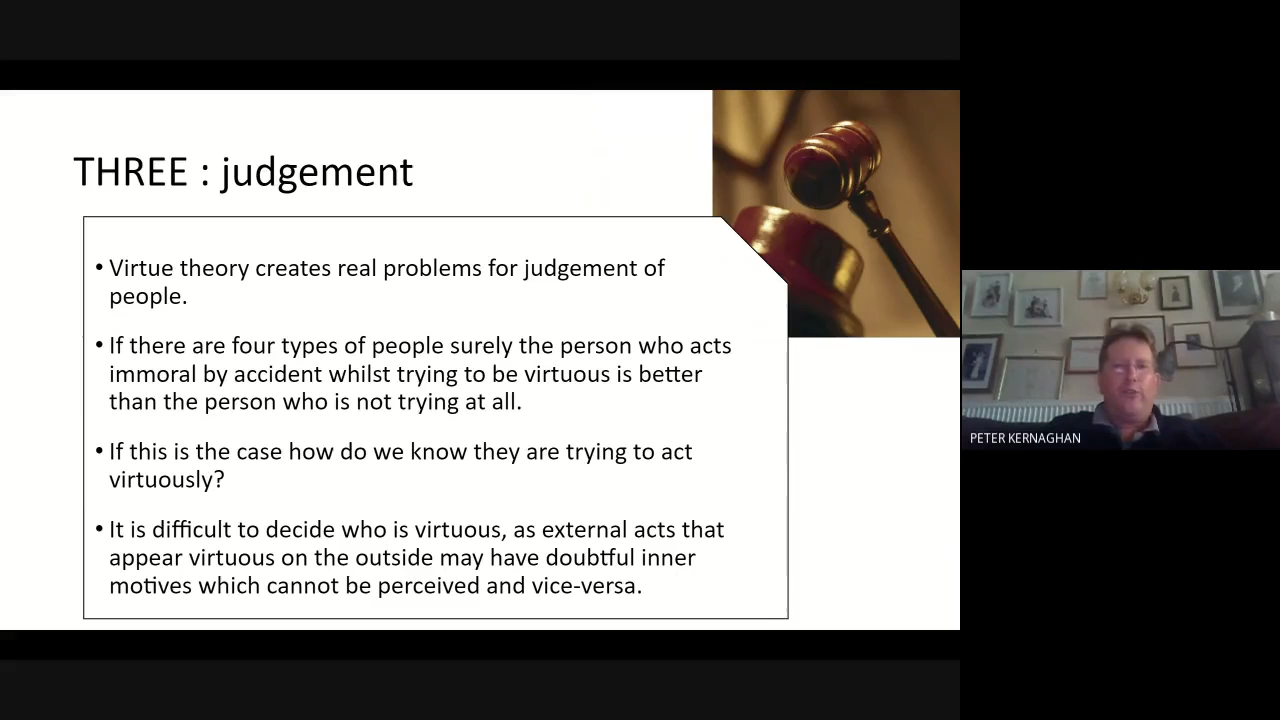 THREE : judgement
• Virtue theory creates real problems for judgement of
people.
• If there are four types of people surely the person who acts
immoral by accident whilst trying to be virtuous is better
than the person who is not trying at all.
• If this is the case how do we know they are trying to act
virtuously?
• It is difficult to decide who is virtuous, as external acts that
appear virtuous on the outside may have doubtful inner
motives which cannot be perceived and vice-versa.
PETER KERNAGHAN